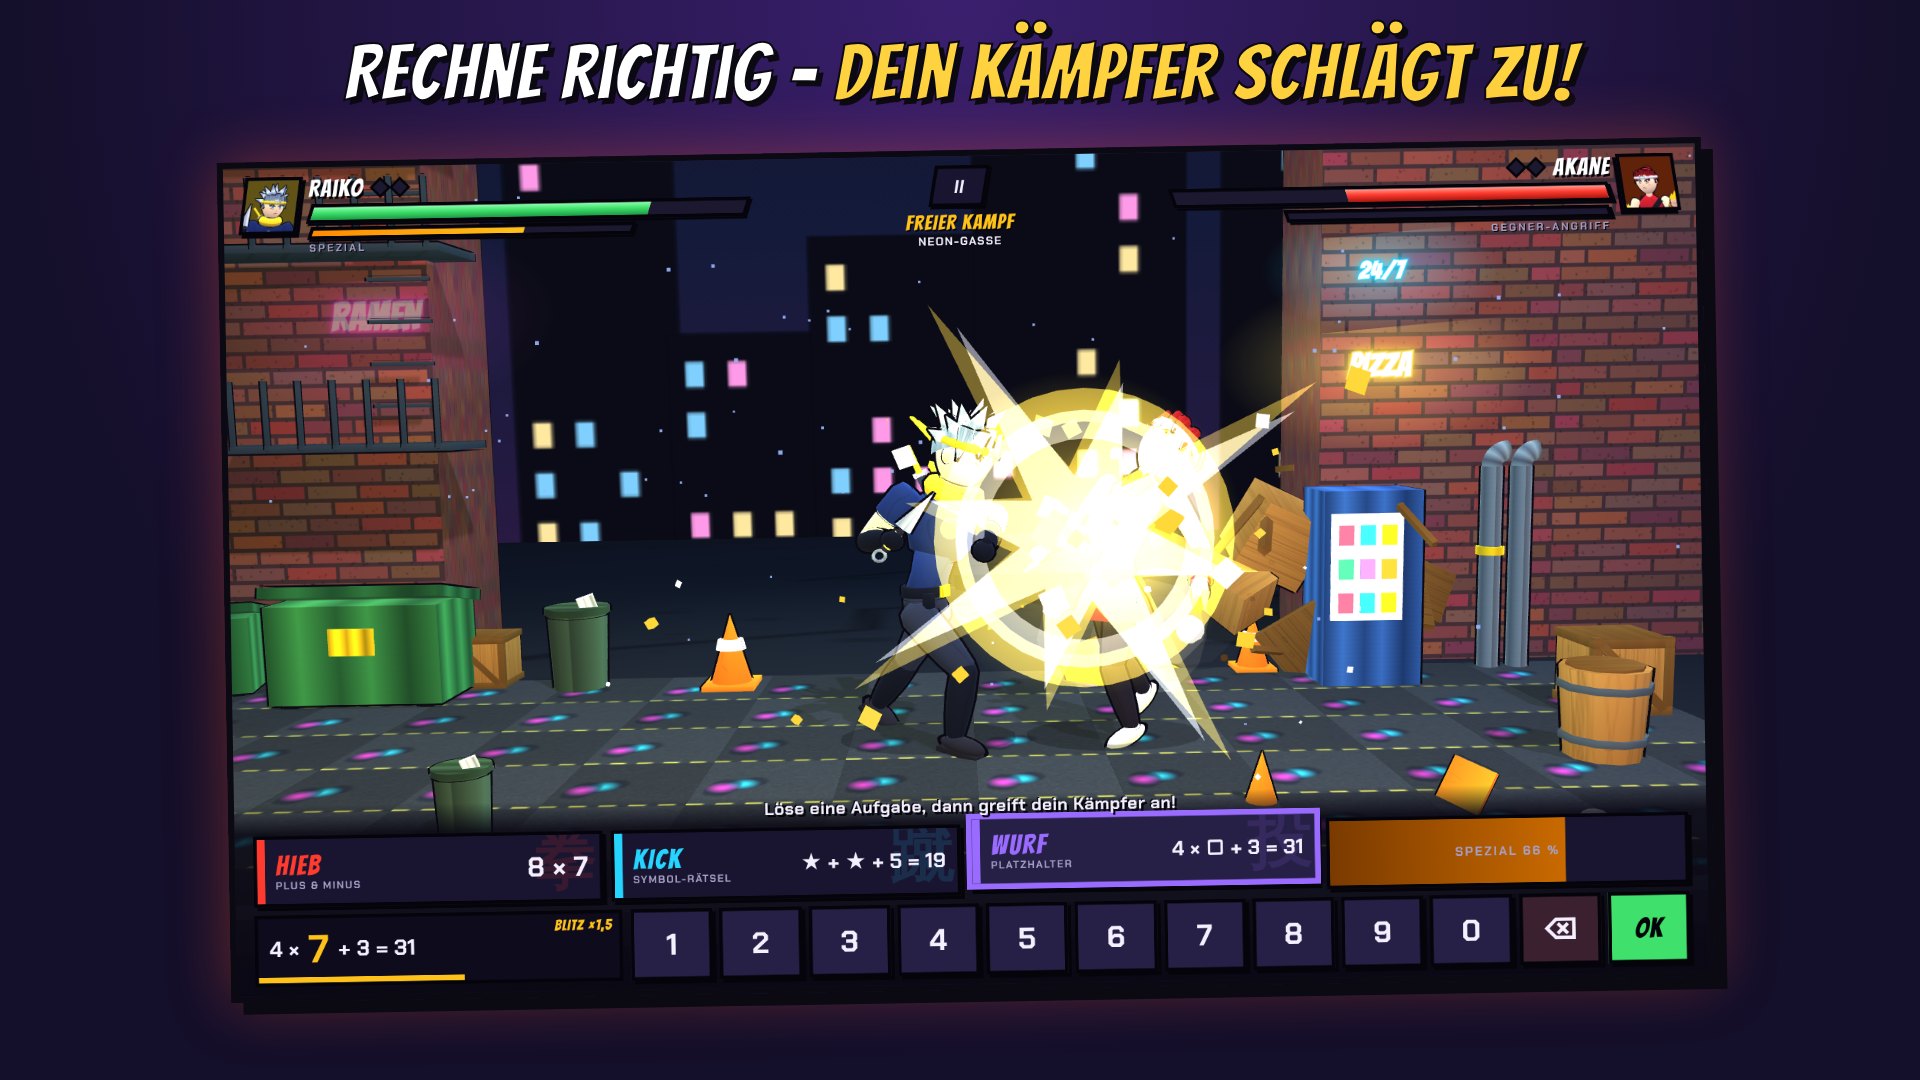 RECHNE RICHTIG - DEIN KÄMPFER SCHLÄGT ZU!
RAIKO
SPEZIAL
II
FREIER KAMPF
NEON-GASSE
AKANE
GEGNER-ANGRIFF
24/7
RAMEN
PIZZA
Löse eine Aufgabe, dann greift dein Kämpfer an!
HIEB
PLUS & MINUS
拳
8 × 7
KICK
SYMBOL-RÄTSEL
蹴
★ + ★ + 5 = 19
WURF
PLATZHALTER
投
4 × □ + 3 = 31
SPEZIAL 66 %
BLITZ ×1,5
4 × 7 + 3 = 31
1 2 3 4 5 6 7 8 9 0 OK